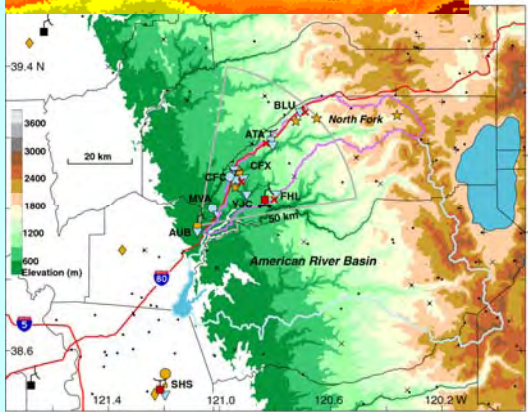 39.4 N
BLU
North Fork
ATA
3600
3000
2400
1800
1200
600
Elevation (m)
20 km
CFC
CFX
MVA
YJC
FHL
50 km
AUB
American River Basin
80
5
38.6
SHS
121.4
121.0
120.6
120.2 W